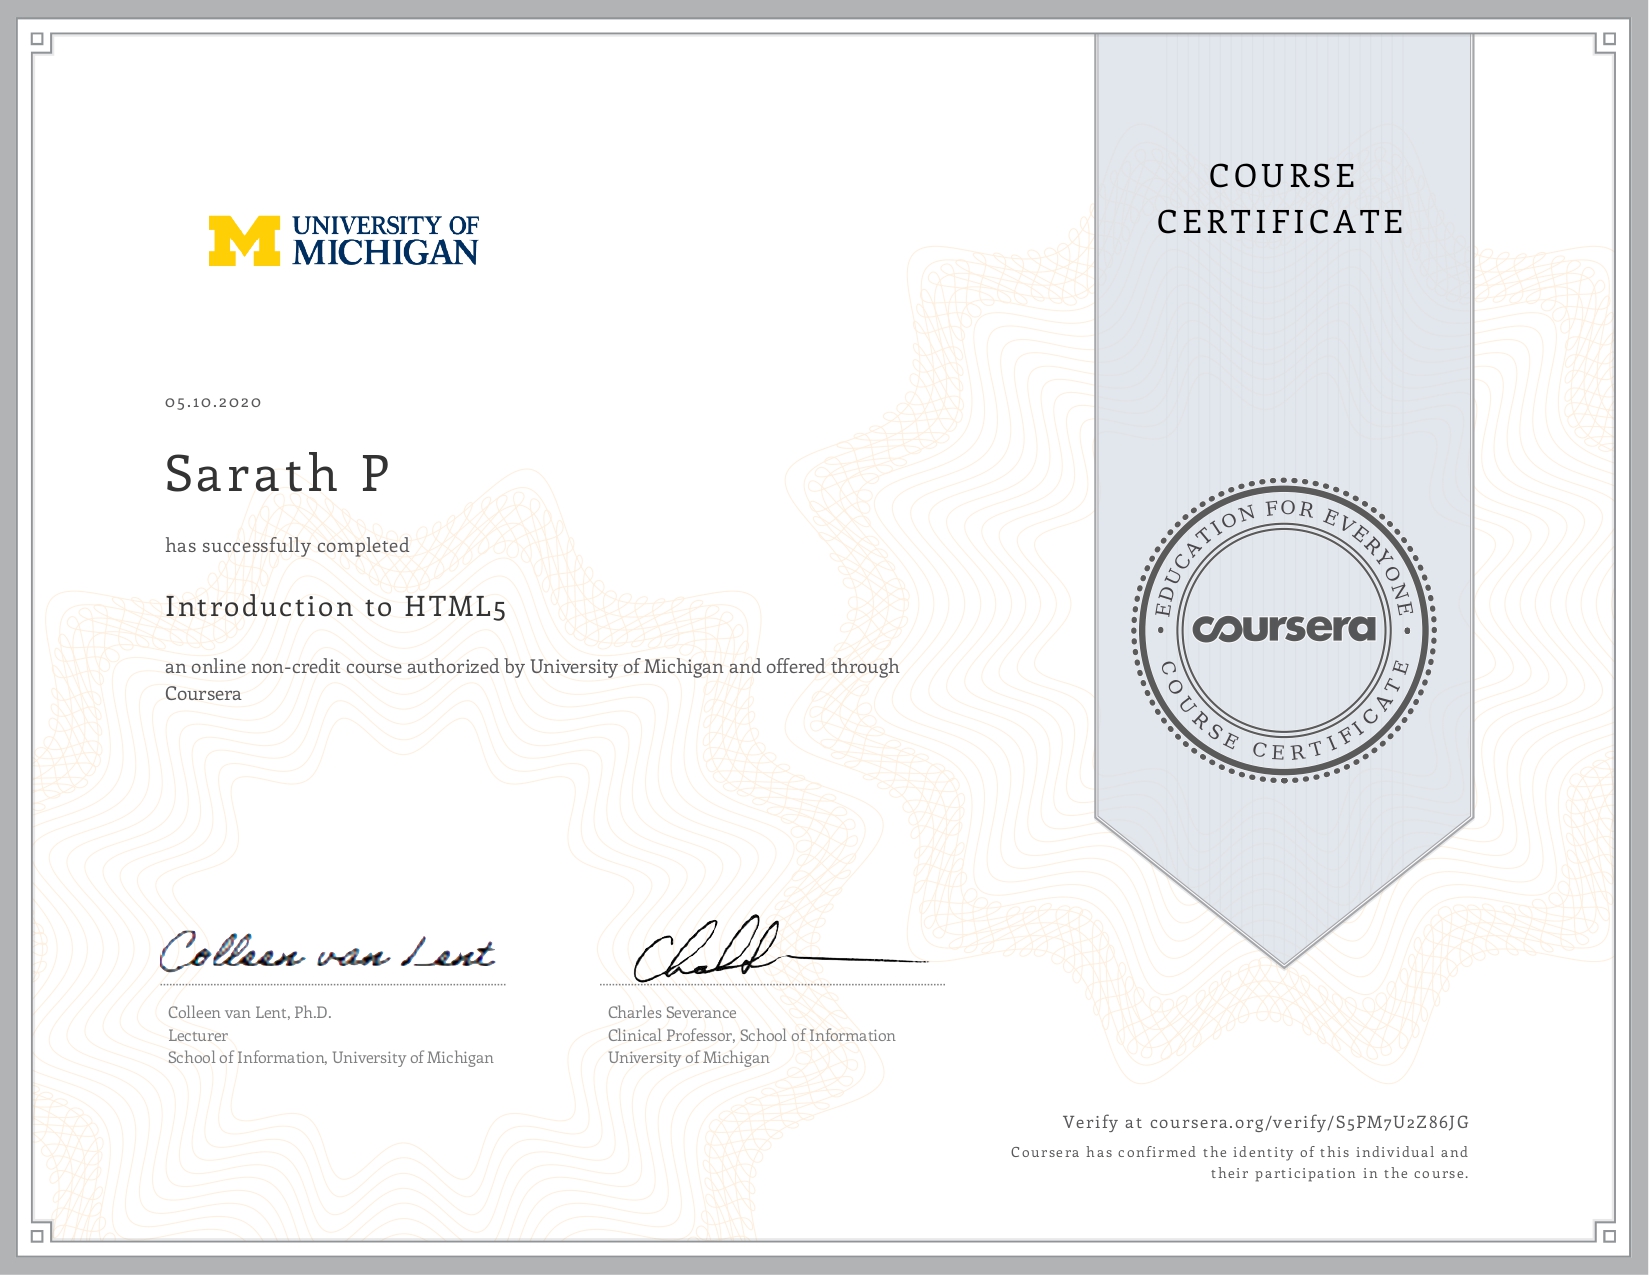 UNIVERSITY OF
MICHIGAN
05.10.2020
Sarath P
has successfully completed
Introduction to HTML5
an online non-credit course authorized by University of Michigan and offered through
Coursera
Colleen van Lent
Colleen van Lent, Ph.D.
Lecturer
School of Information, University of Michigan
Charles Severance
Clinical Professor, School of Information
University of Michigan
COURSE
CERTIFICATE
EDUCATION FOR EVERYONE
coursera
COURSE CERTIFICATE
Verify at coursera.org/verify/S5PM7U2Z86JG
Coursera has confirmed the identity of this individual and
their participation in the course.